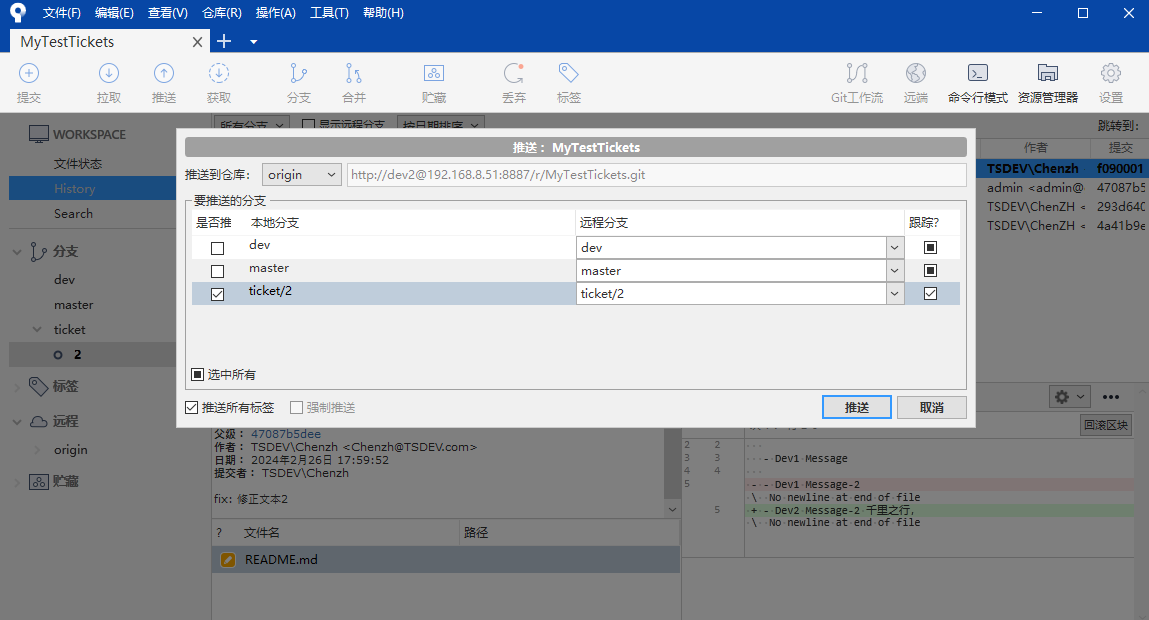 文件(F) 编辑(E) 查看(V) 仓库(R) 操作(A) 工具(T) 帮助(H)
MyTestTickets
提交 拉取 推送 获取 分支 合并 贮藏 丢弃 标签 Git工作流 远端 命令行模式 资源管理器 设置
所有分支 显示远程分支 按日期排序 跳转到:
WORKSPACE
文件状态
History
Search
分支
dev
master
ticket
2
标签
远程
origin
贮藏
作者 提交
TSDEV\Chenzh f090001
admin <admin@ 47087b5
TSDEV\ChenZH < 293d640
TSDEV\ChenZH < 4a41b9e
推送：MyTestTickets
推送到仓库: origin http://dev2@192.168.8.51:8887/r/MyTestTickets.git
要推送的分支
是否推 本地分支 远程分支 跟踪?
dev dev
master master
ticket/2 ticket/2
选中所有
推送所有标签 强制推送 推送 取消
回滚区块
父级： 47087b5dee
作者： TSDEV\Chenzh <Chenzh@TSDEV.com>
日期： 2024年2月26日 17:59:52
提交者： TSDEV\Chenzh
fix: 修正文本2
? 文件名 路径
README.md
2 2 ...
3 3 - Dev1 Message
4 4 ...
5 - - Dev1 Message-2
\ No newline at end of file
5 + - Dev2 Message-2 千里之行,
\ No newline at end of file